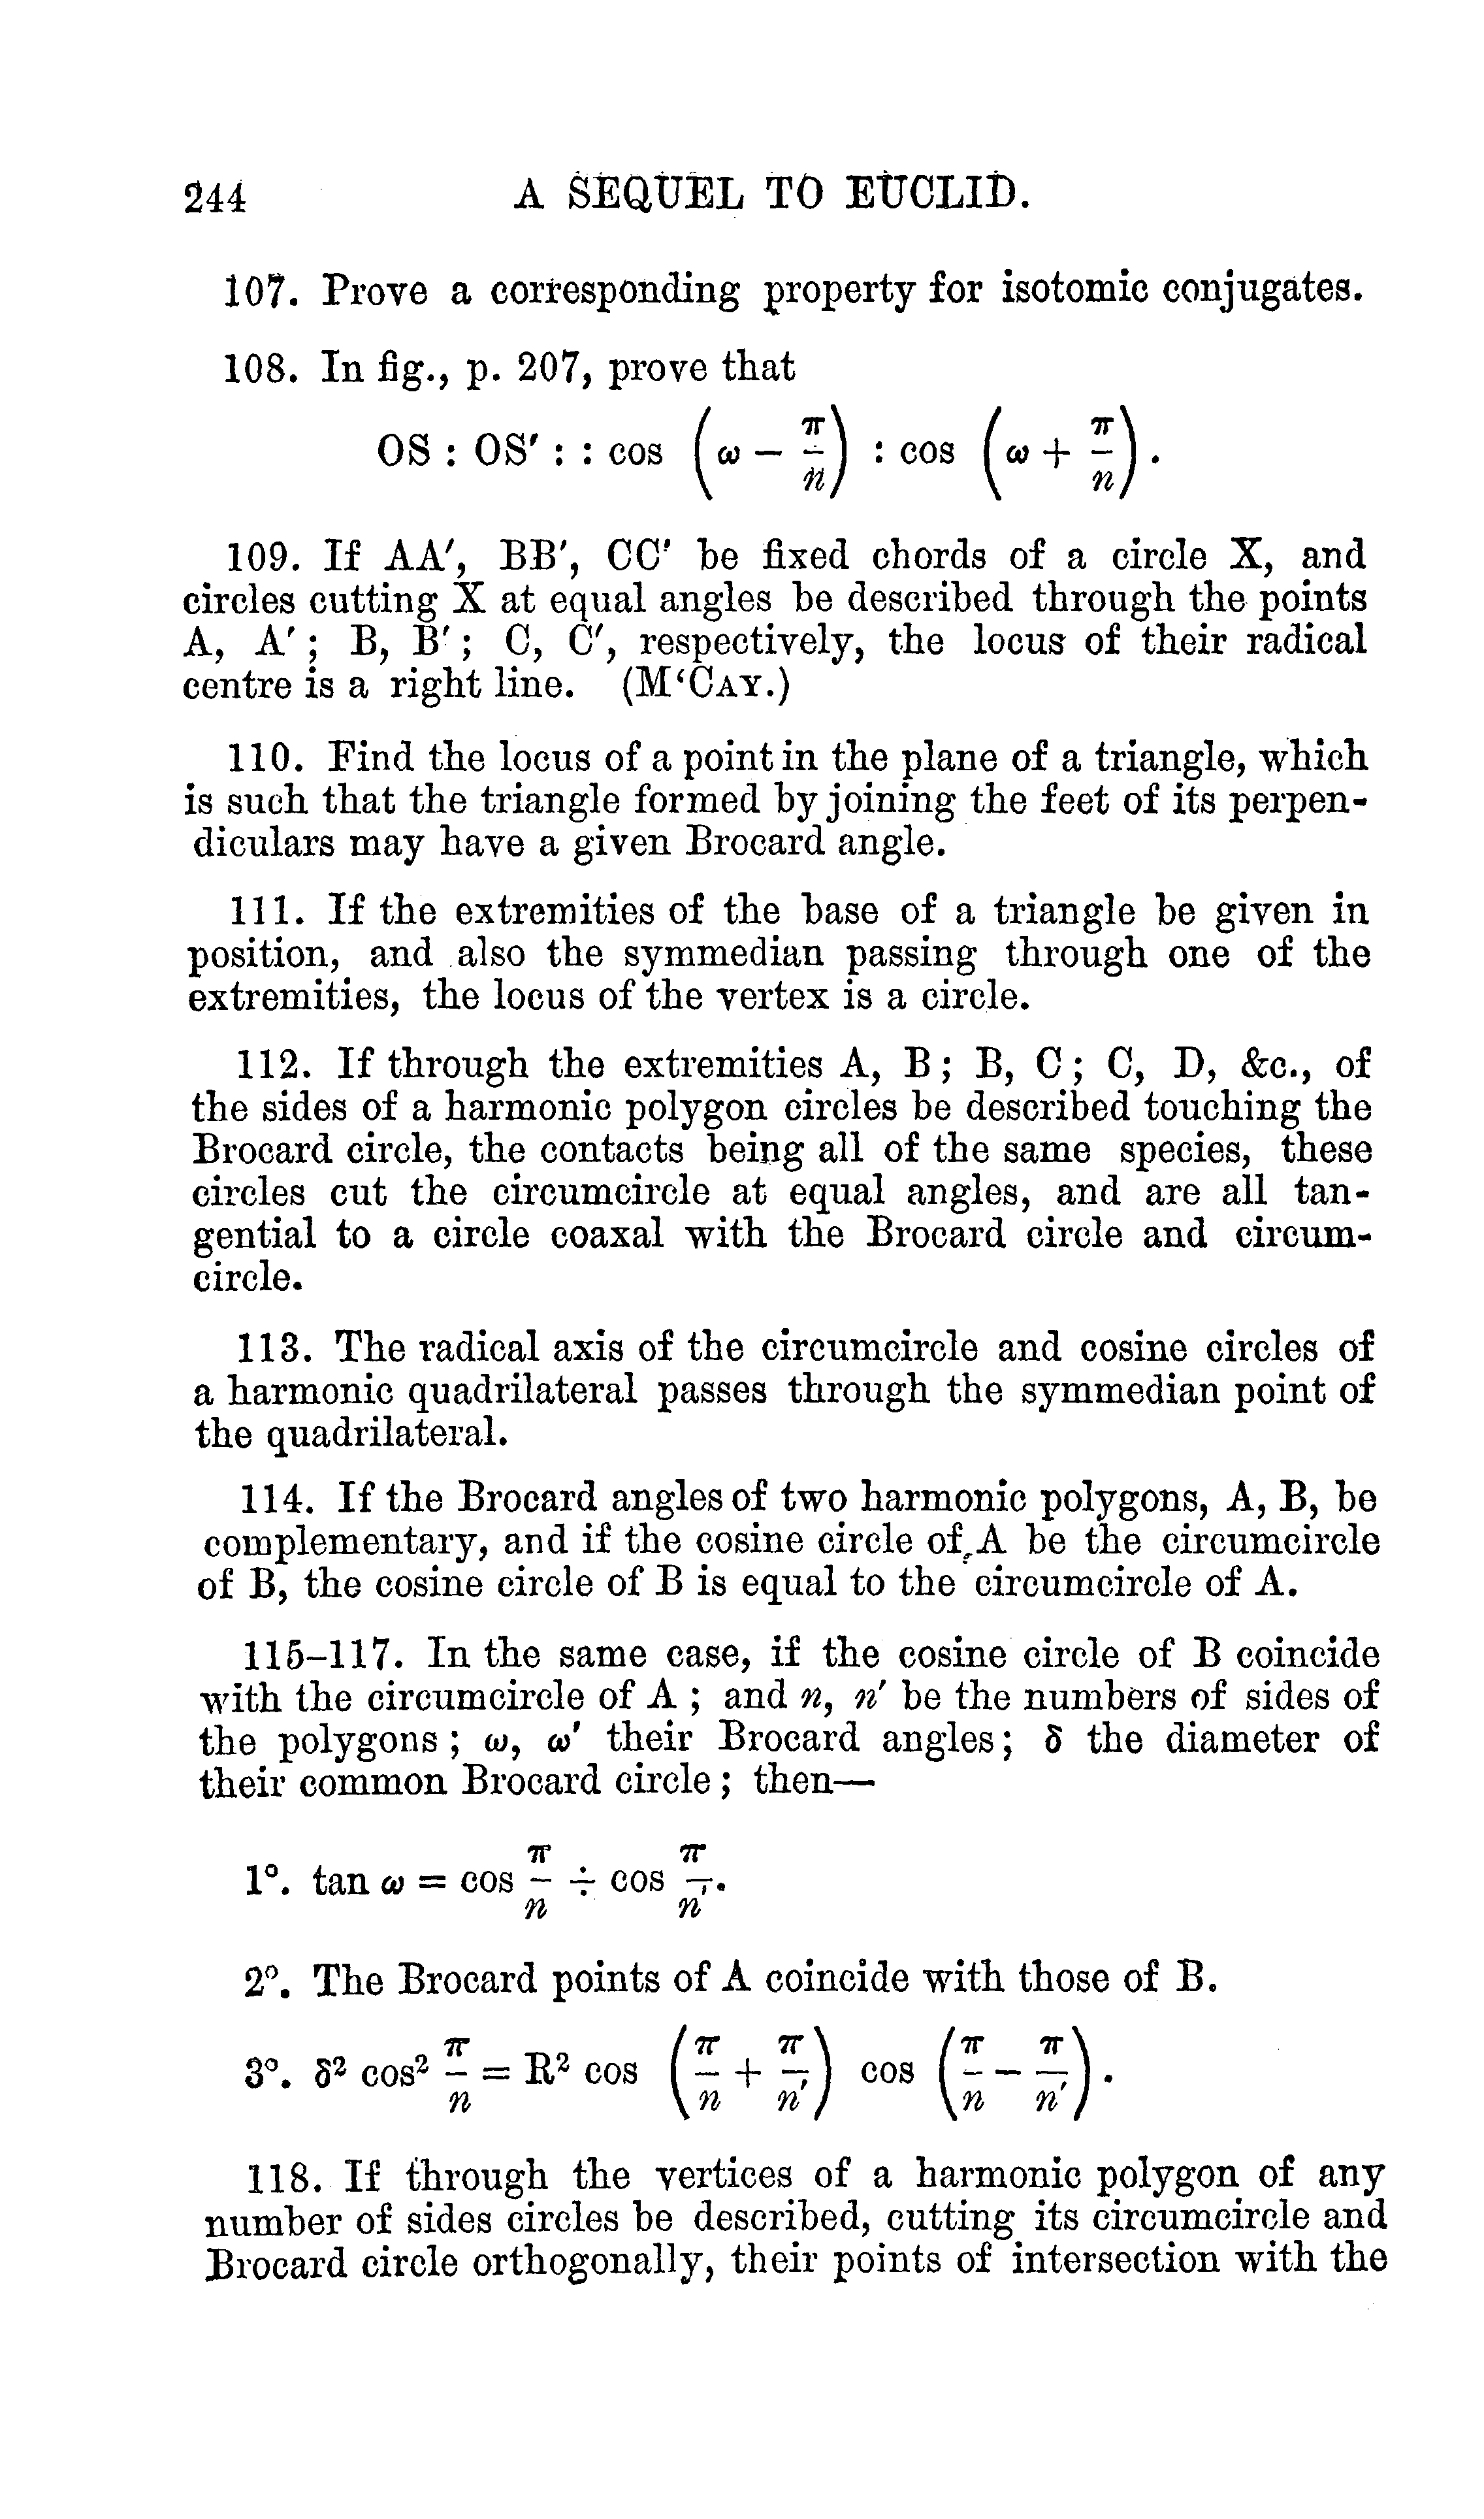 244 A SEQUEL TO EUCLID.
107. Prove a corresponding property for isotomic conjugates.
108. In fig., p. 207, prove that
OS : OS′ : : cos (ω − π/n) : cos (ω + π/n).
109. If AA′, BB′, CC′ be fixed chords of a circle X, and
circles cutting X at equal angles be described through the points
A, A′ ; B, B′ ; C, C′, respectively, the locus of their radical
centre is a right line. (M‘CAY.)
110. Find the locus of a point in the plane of a triangle, which
is such that the triangle formed by joining the feet of its perpen-
diculars may have a given Brocard angle.
111. If the extremities of the base of a triangle be given in
position, and also the symmedian passing through one of the
extremities, the locus of the vertex is a circle.
112. If through the extremities A, B ; B, C ; C, D, &c., of
the sides of a harmonic polygon circles be described touching the
Brocard circle, the contacts being all of the same species, these
circles cut the circumcircle at equal angles, and are all tan-
gential to a circle coaxal with the Brocard circle and circum-
circle.
113. The radical axis of the circumcircle and cosine circles of
a harmonic quadrilateral passes through the symmedian point of
the quadrilateral.
114. If the Brocard angles of two harmonic polygons, A, B, be
complementary, and if the cosine circle of A be the circumcircle
of B, the cosine circle of B is equal to the circumcircle of A.
115–117. In the same case, if the cosine circle of B coincide
with the circumcircle of A ; and n, n′ be the numbers of sides of
the polygons ; ω, ω′ their Brocard angles ; δ the diameter of
their common Brocard circle ; then—
1°. tan ω = cos π/n ÷ cos π/n′.
2°. The Brocard points of A coincide with those of B.
3°. δ² cos² π/n = R² cos (π/n + π/n′) cos (π/n − π/n′).
118. If through the vertices of a harmonic polygon of any
number of sides circles be described, cutting its circumcircle and
Brocard circle orthogonally, their points of intersection with the